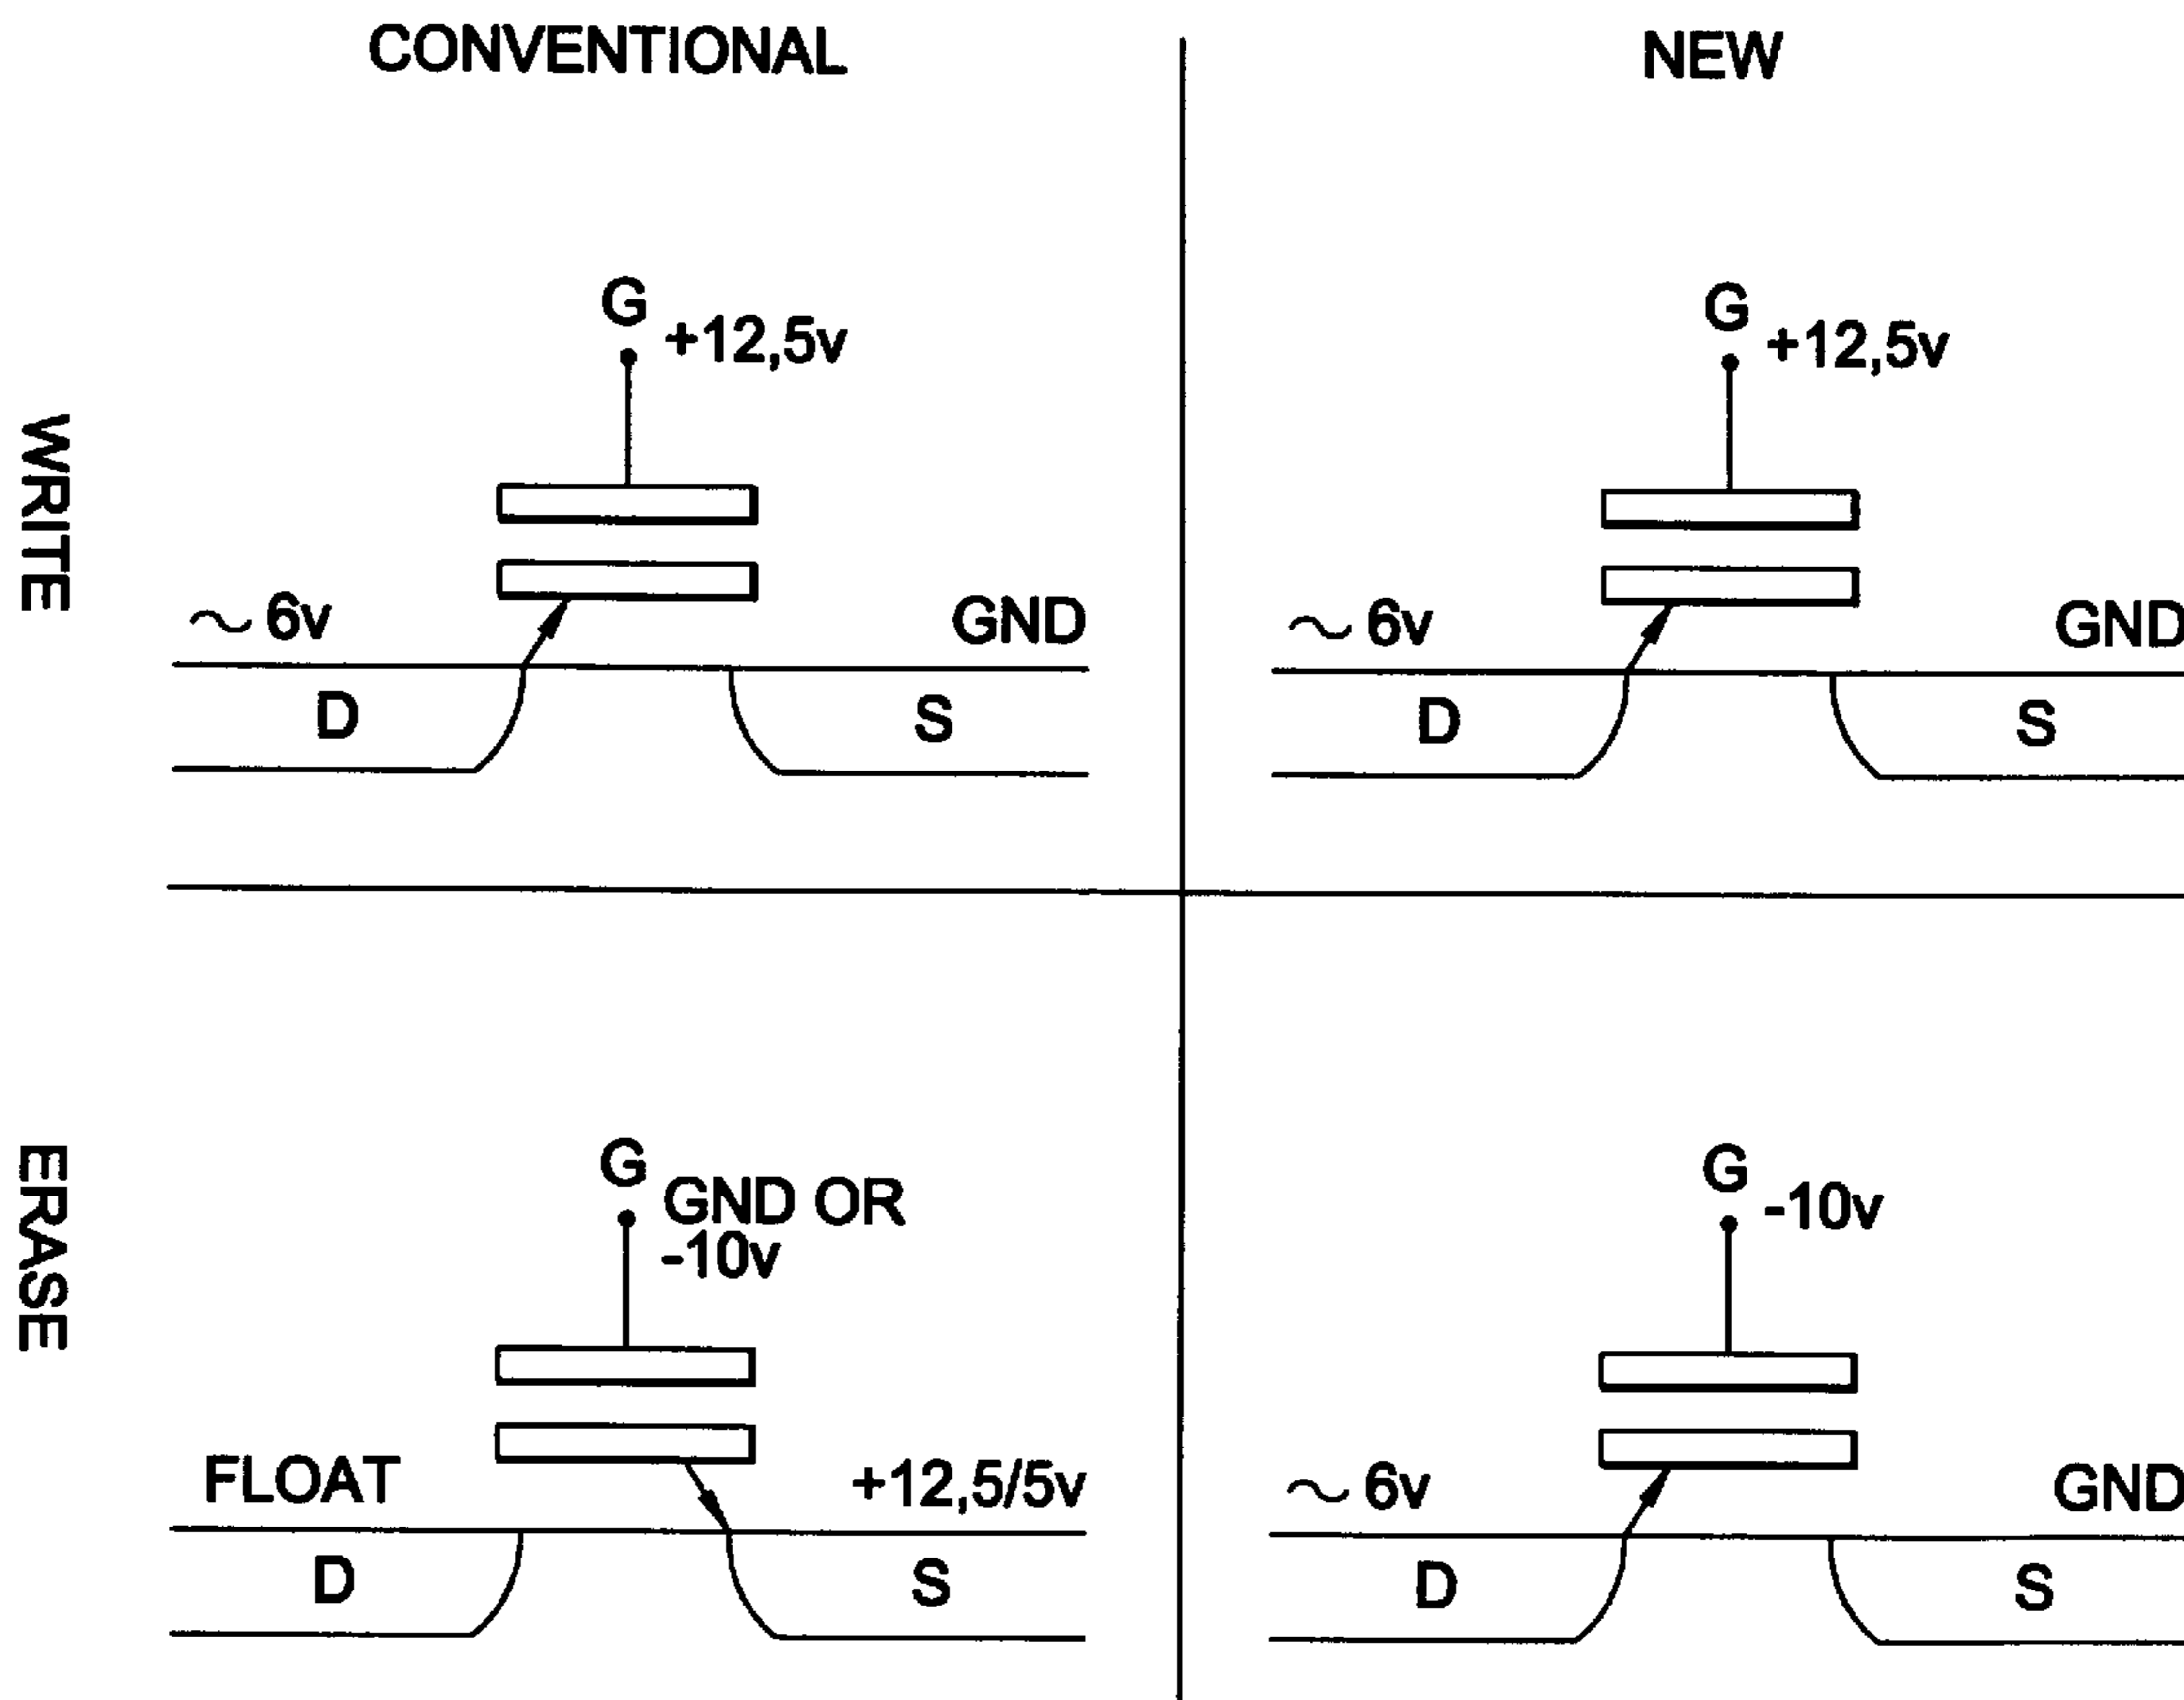 CONVENTIONAL
NEW
WRITE
G
+12,5v
~ 6v
GND
D
S
G
+12,5v
~ 6v
GND
D
S
ERASE
G
GND OR
-10v
FLOAT
+12,5/5v
D
S
G
-10v
~ 6v
GND
D
S